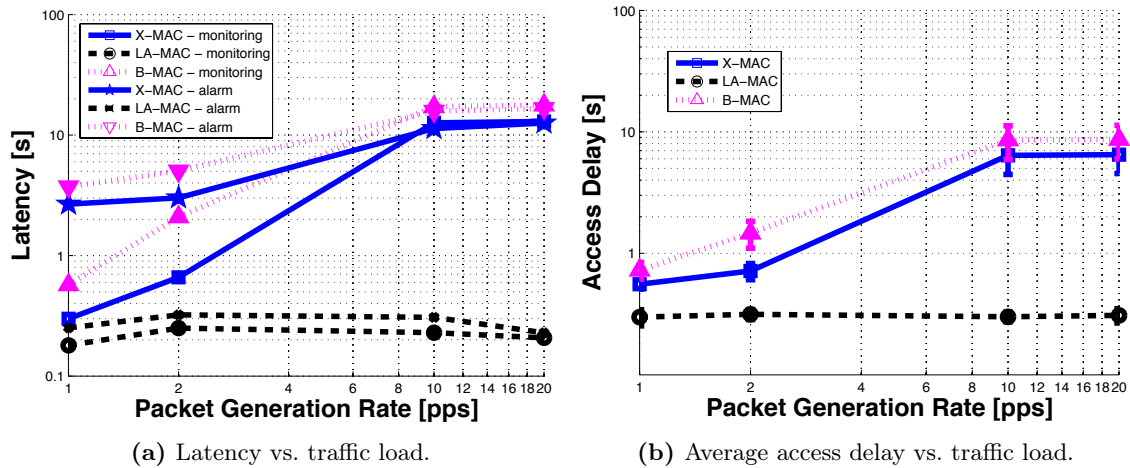 100
10
1
0.1
Latency [s]
X−MAC − monitoring
LA−MAC − monitoring
B−MAC − monitoring
X−MAC − alarm
LA−MAC − alarm
B−MAC − alarm
1 2 4 6 8 10 12 14 16 18 20
Packet Generation Rate [pps]
(a) Latency vs. traffic load.
100
10
1
Access Delay [s]
X−MAC
LA−MAC
B−MAC
1 2 4 6 8 10 12 14 16 18 20
Packet Generation Rate [pps]
(b) Average access delay vs. traffic load.